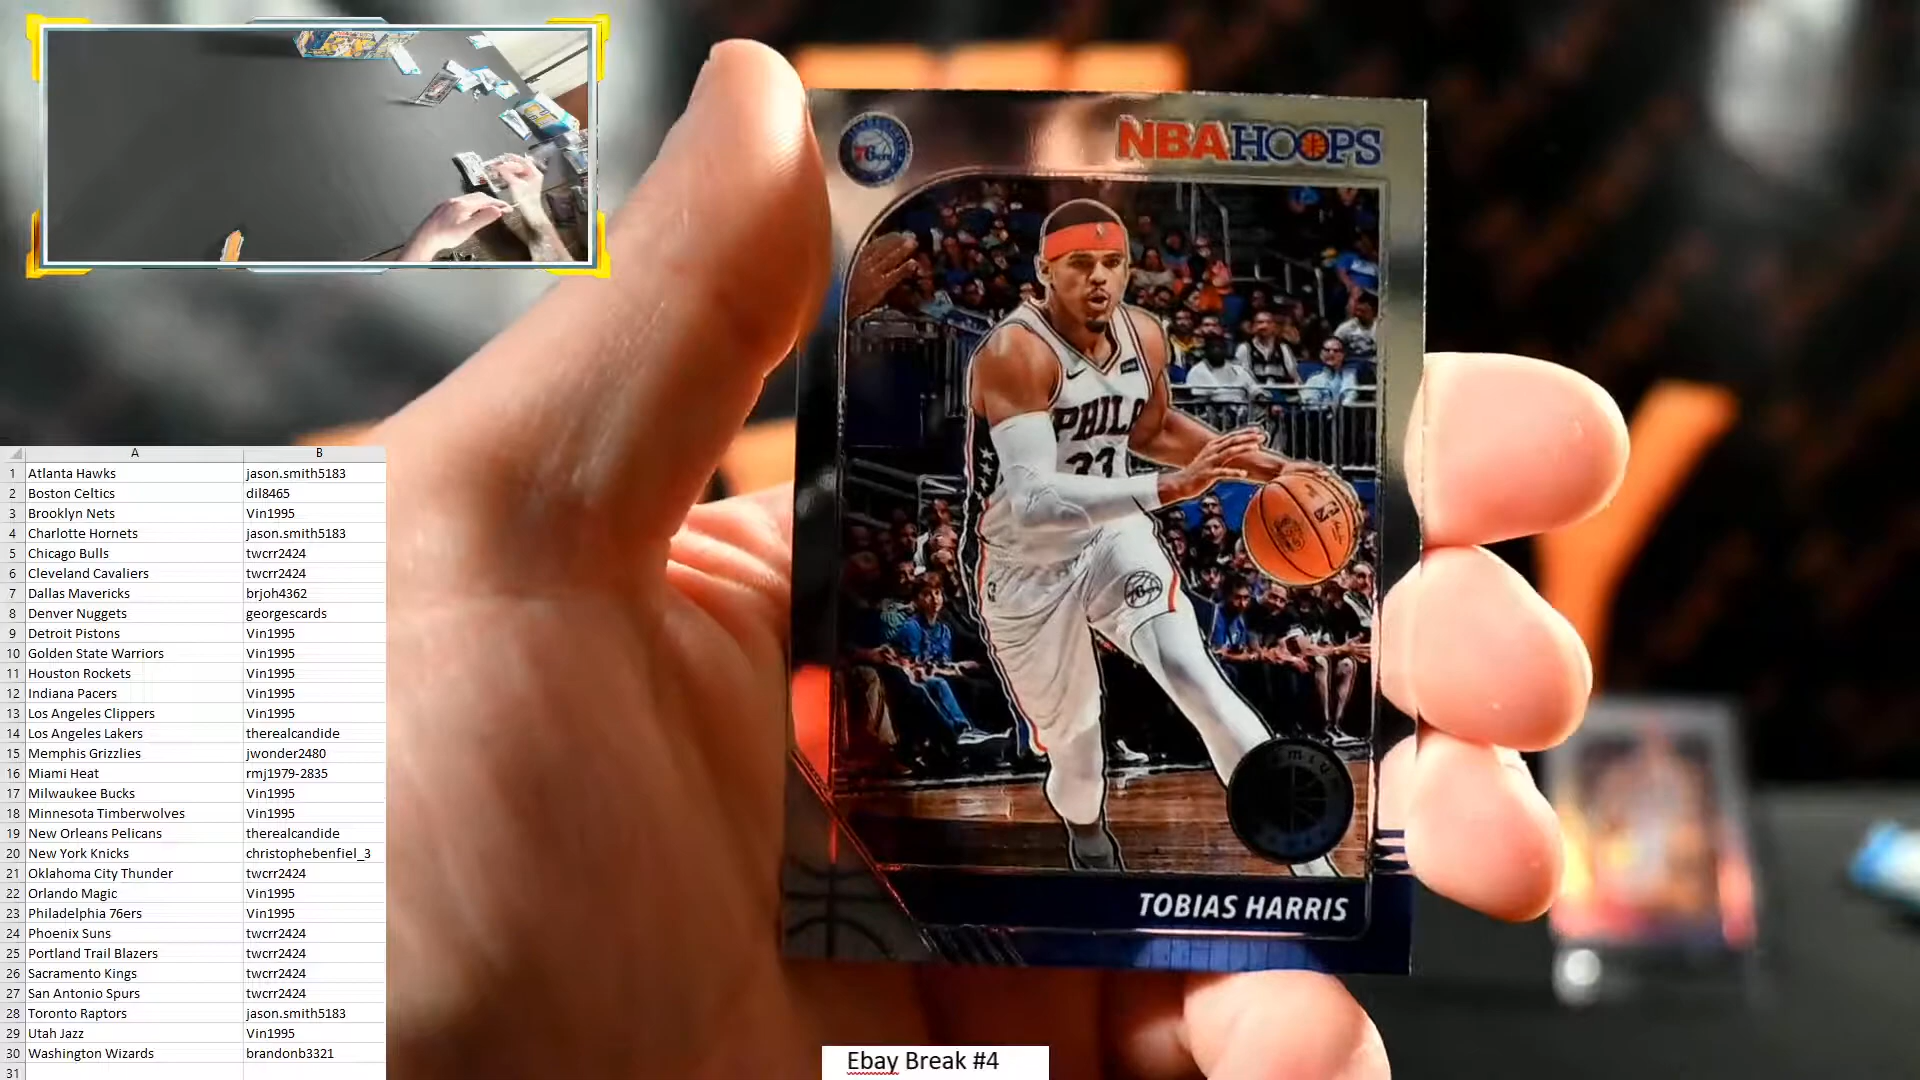 NBA HOOPS
76ers
PHILA
33
TOBIAS HARRIS
A B
1 Atlanta Hawks jason.smith5183
2 Boston Celtics dil8465
3 Brooklyn Nets Vin1995
4 Charlotte Hornets jason.smith5183
5 Chicago Bulls twcrr2424
6 Cleveland Cavaliers twcrr2424
7 Dallas Mavericks brjoh4362
8 Denver Nuggets georgescards
9 Detroit Pistons Vin1995
10 Golden State Warriors Vin1995
11 Houston Rockets Vin1995
12 Indiana Pacers Vin1995
13 Los Angeles Clippers Vin1995
14 Los Angeles Lakers therealcandide
15 Memphis Grizzlies jwonder2480
16 Miami Heat rmj1979-2835
17 Milwaukee Bucks Vin1995
18 Minnesota Timberwolves Vin1995
19 New Orleans Pelicans therealcandide
20 New York Knicks christophebenfiel_3
21 Oklahoma City Thunder twcrr2424
22 Orlando Magic Vin1995
23 Philadelphia 76ers Vin1995
24 Phoenix Suns twcrr2424
25 Portland Trail Blazers twcrr2424
26 Sacramento Kings twcrr2424
27 San Antonio Spurs twcrr2424
28 Toronto Raptors jason.smith5183
29 Utah Jazz Vin1995
30 Washington Wizards brandonb3321
31
Ebay Break #4